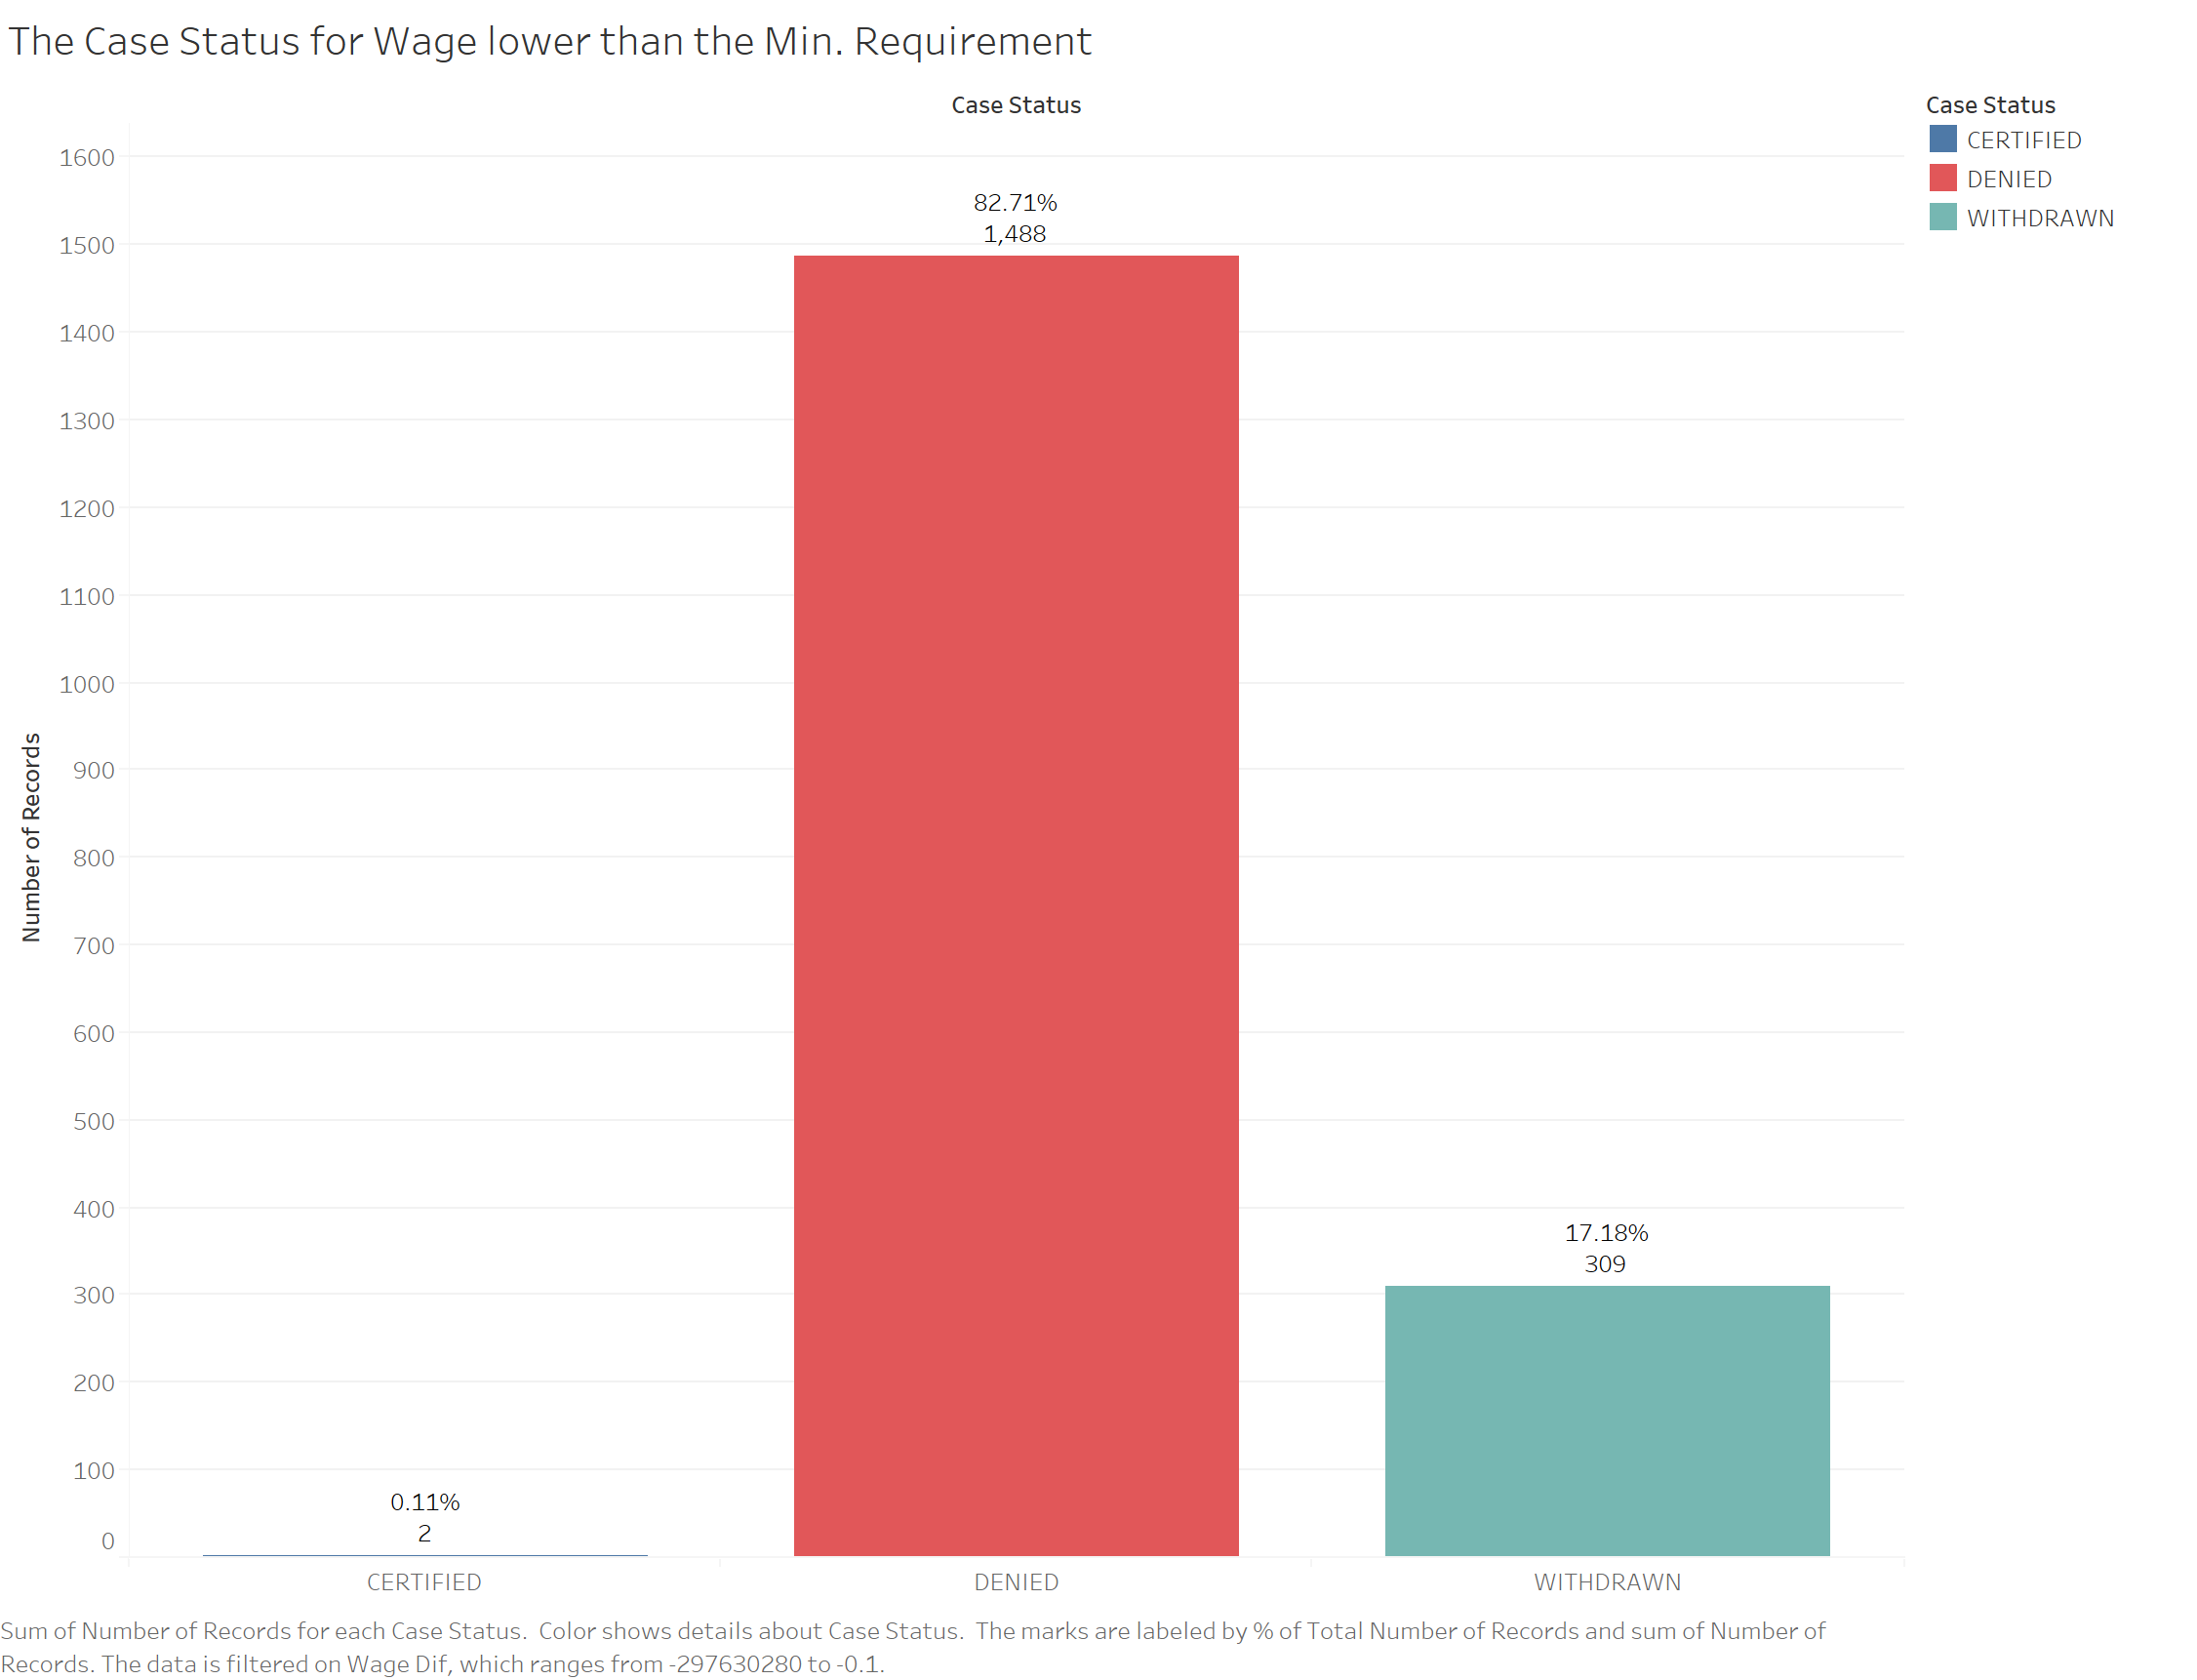 The Case Status for Wage lower than the Min. Requirement
Case Status
Case Status
CERTIFIED
DENIED
WITHDRAWN
Number of Records
1600
1500
1400
1300
1200
1100
1000
900
800
700
600
500
400
300
200
100
0
0.11%
2
82.71%
1,488
17.18%
309
CERTIFIED
DENIED
WITHDRAWN
Sum of Number of Records for each Case Status.  Color shows details about Case Status.  The marks are labeled by % of Total Number of Records and sum of Number of
Records. The data is filtered on Wage Dif, which ranges from -297630280 to -0.1.